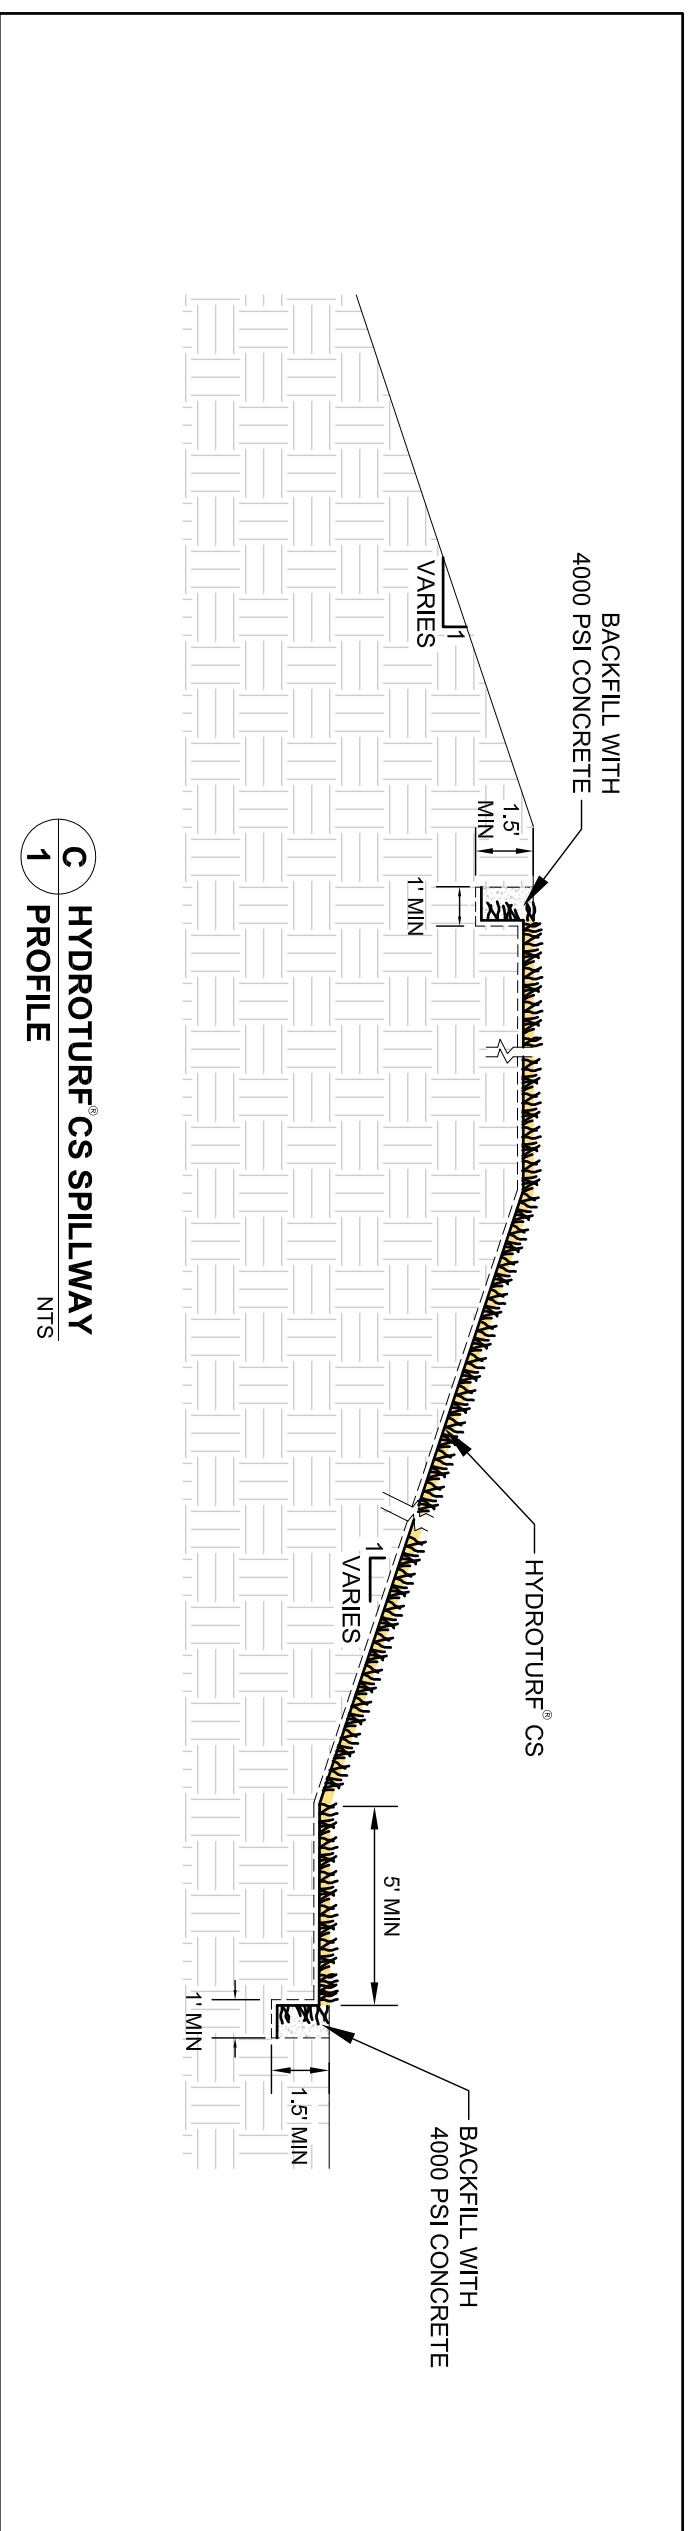 BACKFILL WITH
4000 PSI CONCRETE
1
VARIES
1.5'
MIN
1' MIN
HYDROTURF® CS
1
VARIES
5' MIN
1' MIN
1.5' MIN
BACKFILL WITH
4000 PSI CONCRETE
C
1
HYDROTURF® CS SPILLWAY
PROFILE
NTS